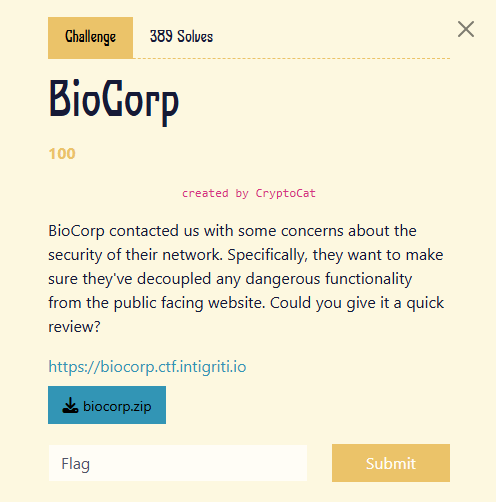 Challenge 389 Solves
BioCorp
100
created by CryptoCat
BioCorp contacted us with some concerns about the
security of their network. Specifically, they want to make
sure they've decoupled any dangerous functionality
from the public facing website. Could you give it a quick
review?
https://biocorp.ctf.intigriti.io
biocorp.zip
Flag Submit